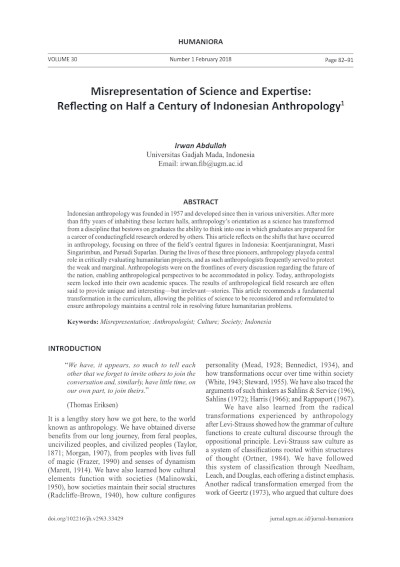 HUMANIORA
VOLUME 30 Number 1 February 2018 Page 82–91
Misrepresentation of Science and Expertise:
Reflecting on Half a Century of Indonesian Anthropology1
Irwan Abdullah
Universitas Gadjah Mada, Indonesia
Email: irwan.fib@ugm.ac.id
ABSTRACT
Indonesian anthropology was founded in 1957 and developed since then in various universities. After more
than fifty years of inhabiting these lecture halls, anthropology's orientation as a science has transformed
from a discipline that bestows on graduates the ability to think into one in which graduates are prepared for
a career of conductingfield research ordered by others. This article reflects on the shifts that have occurred
in anthropology, focusing on three of the field's central figures in Indonesia: Koentjaraningrat, Masri
Singarimbun, and Parsudi Suparlan. During the lives of these three pioneers, anthropology playeda central
role in critically evaluating humanitarian projects, and as such anthropologists frequently served to protect
the weak and marginal. Anthropologists were on the frontlines of every discussion regarding the future of
the nation, enabling anthropological perspectives to be accommodated in policy. Today, anthropologists
seem locked into their own academic spaces. The results of anthropological field research are often
said to provide unique and interesting—but irrelevant—stories. This article recommends a fundamental
transformation in the curriculum, allowing the politics of science to be reconsidered and reformulated to
ensure anthropology maintains a central role in resolving future humanitarian problems.
Keywords: Misrepresentation; Anthropologist; Culture; Society; Indonesia
INTRODUCTION
"We have, it appears, so much to tell each
other that we forget to invite others to join the
conversation and, similarly, have little time, on
our own part, to join theirs."
(Thomas Eriksen)
It is a lengthy story how we got here, to the world
known as anthropology. We have obtained diverse
benefits from our long journey, from feral peoples,
uncivilized peoples, and civilized peoples (Taylor,
1871; Morgan, 1907), from peoples with lives full
of magic (Frazer, 1990) and senses of dynamism
(Marett, 1914). We have also learned how cultural
elements function with societies (Malinowski,
1950), how societies maintain their social structures
(Radcliffe-Brown, 1940), how culture configures
personality (Mead, 1928; Bennedict, 1934), and
how transformations occur over time within society
(White, 1943; Steward, 1955). We have also traced the
arguments of such thinkers as Sahlins & Service (196),
Sahlins (1972); Harris (1966); and Rappaport (1967).
We have also learned from the radical
transformations experienced by anthropology
after Levi-Strauss showed how the grammar of culture
functions to create cultural discourse through the
oppositional principle. Levi-Strauss saw culture as
a system of classifications rooted within structures
of thought (Ortner, 1984). We have followed
this system of classification through Needham,
Leach, and Douglas, each offering a distinct emphasis.
Another radical transformation emerged from the
work of Geertz (1973), who argued that culture does
doi.org/102216/jh.v2963.33429 jurnal.ugm.ac.id/jurnal-humaniora